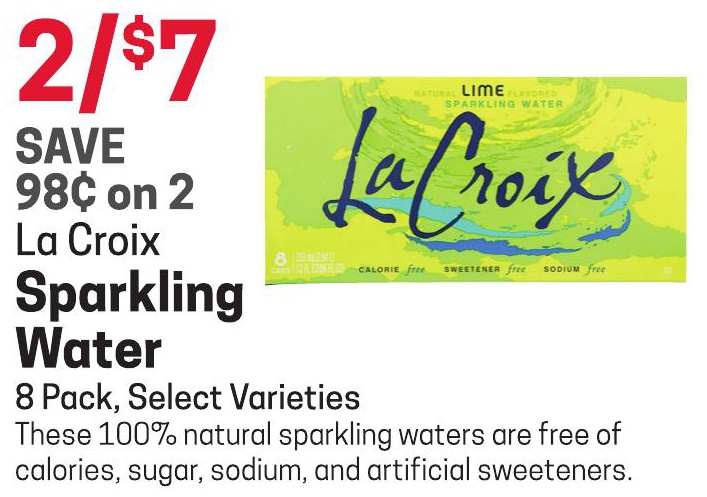 2/$7
SAVE
98¢ on 2
La Croix
Sparkling
Water
8 Pack, Select Varieties
These 100% natural sparkling waters are free of
calories, sugar, sodium, and artificial sweeteners.
NATURAL LIME FLAVORED
SPARKLING WATER
LaCroix
8 CANS
CALORIE free SWEETENER free SODIUM free